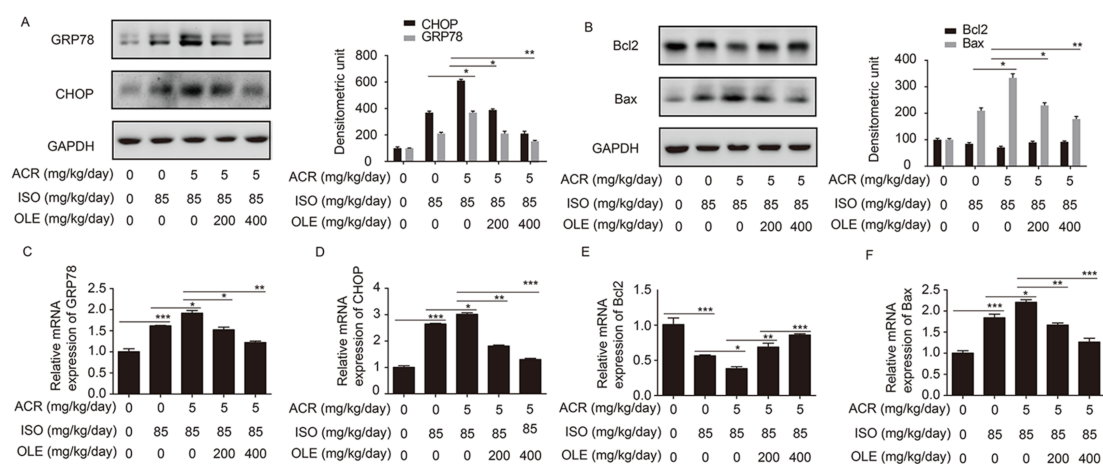 A
GRP78
CHOP
GAPDH
ACR (mg/kg/day) 0 0 5 5 5
ISO (mg/kg/day) 0 85 85 85 85
OLE (mg/kg/day) 0 0 0 200 400
CHOP
GRP78
Densitometric unit
800
600
400
200
0
* * **
ACR (mg/kg/day) 0 0 5 5 5
ISO (mg/kg/day) 0 85 85 85 85
OLE (mg/kg/day) 0 0 0 200 400
B
Bcl2
Bax
GAPDH
ACR (mg/kg/day) 0 0 5 5 5
ISO (mg/kg/day) 0 85 85 85 85
OLE (mg/kg/day) 0 0 0 200 400
Bcl2
Bax
Densitometric unit
400
300
200
100
0
* * **
ACR (mg/kg/day) 0 0 5 5 5
ISO (mg/kg/day) 0 85 85 85 85
OLE (mg/kg/day) 0 0 0 200 400
C
Relative mRNA
expression of GRP78
2.5
2.0
1.5
1.0
0.5
0.0
*** * * **
ACR (mg/kg/day) 0 0 5 5 5
ISO (mg/kg/day) 0 85 85 85 85
OLE (mg/kg/day) 0 0 0 200 400
D
Relative mRNA
expression of CHOP
4
3
2
1
0
*** * ** ***
ACR (mg/kg/day) 0 0 5 5 5
ISO (mg/kg/day) 0 85 85 85 85
OLE (mg/kg/day) 0 0 0 200 400
E
Relative mRNA
expression of Bcl2
1.5
1.0
0.5
0.0
*** * ** ***
ACR (mg/kg/day) 0 0 5 5 5
ISO (mg/kg/day) 0 85 85 85 85
OLE (mg/kg/day) 0 0 0 200 400
F
Relative mRNA
expression of Bax
2.5
2.0
1.5
1.0
0.5
0.0
*** * ** ***
ACR (mg/kg/day) 0 0 5 5 5
ISO (mg/kg/day) 0 85 85 85 85
OLE (mg/kg/day) 0 0 0 200 400